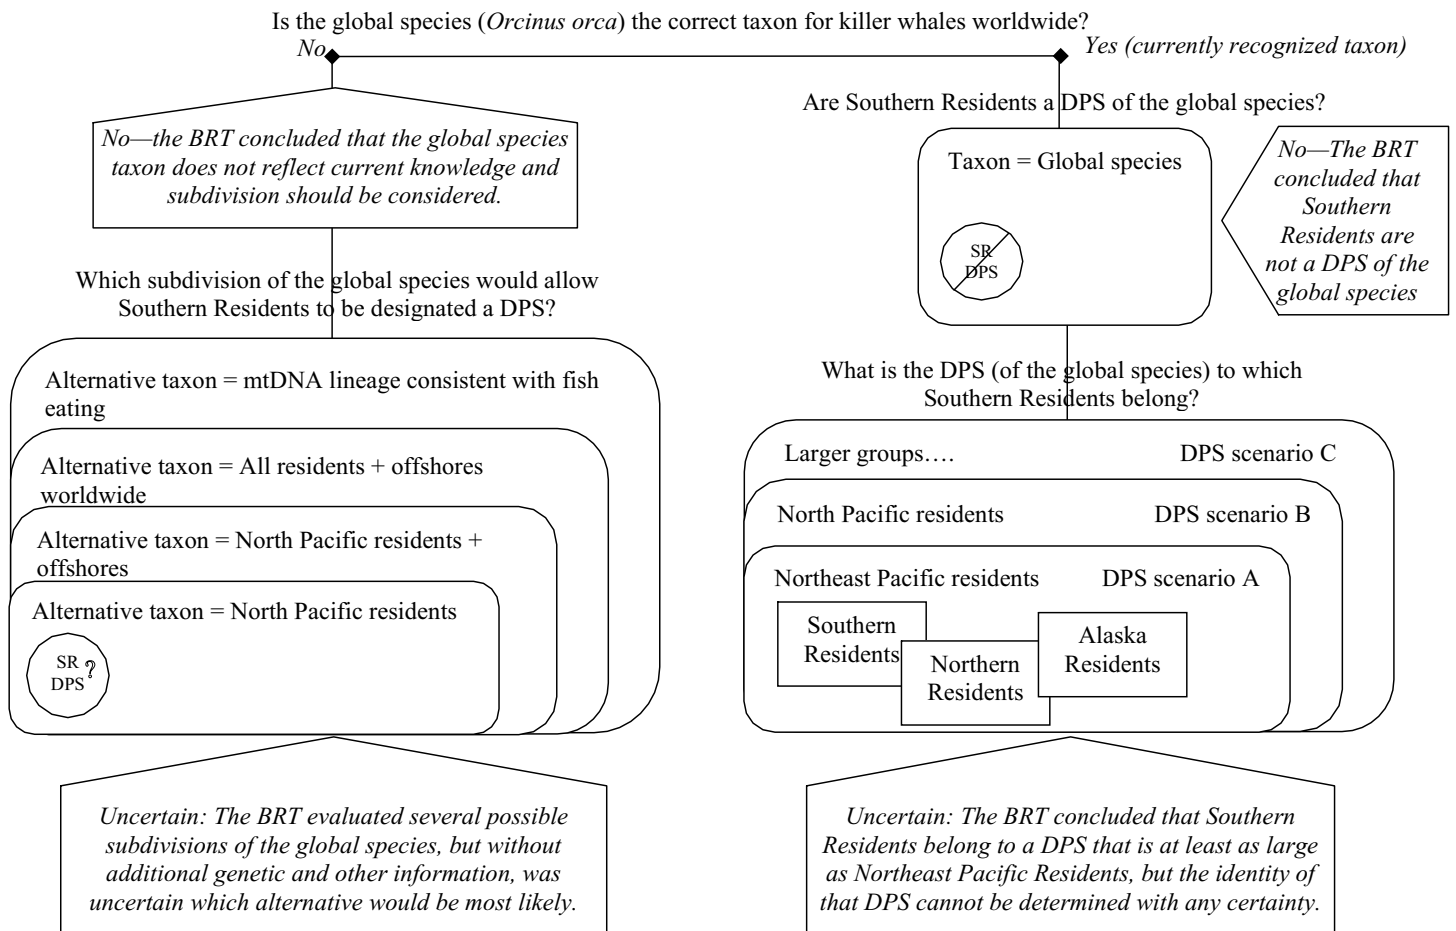 Is the global species (Orcinus orca) the correct taxon for killer whales worldwide?
No
Yes (currently recognized taxon)
No—the BRT concluded that the global species
taxon does not reflect current knowledge and
subdivision should be considered.
Which subdivision of the global species would allow
Southern Residents to be designated a DPS?
Alternative taxon = mtDNA lineage consistent with fish
eating
Alternative taxon = All residents + offshores
worldwide
Alternative taxon = North Pacific residents +
offshores
Alternative taxon = North Pacific residents
SR
DPS
?
Uncertain: The BRT evaluated several possible
subdivisions of the global species, but without
additional genetic and other information, was
uncertain which alternative would be most likely.
Are Southern Residents a DPS of the global species?
Taxon = Global species
SR
DPS
No—The BRT
concluded that
Southern
Residents are
not a DPS of the
global species
What is the DPS (of the global species) to which
Southern Residents belong?
Larger groups….
DPS scenario C
North Pacific residents
DPS scenario B
Northeast Pacific residents
DPS scenario A
Southern
Residents
Northern
Residents
Alaska
Residents
Uncertain: The BRT concluded that Southern
Residents belong to a DPS that is at least as large
as Northeast Pacific Residents, but the identity of
that DPS cannot be determined with any certainty.